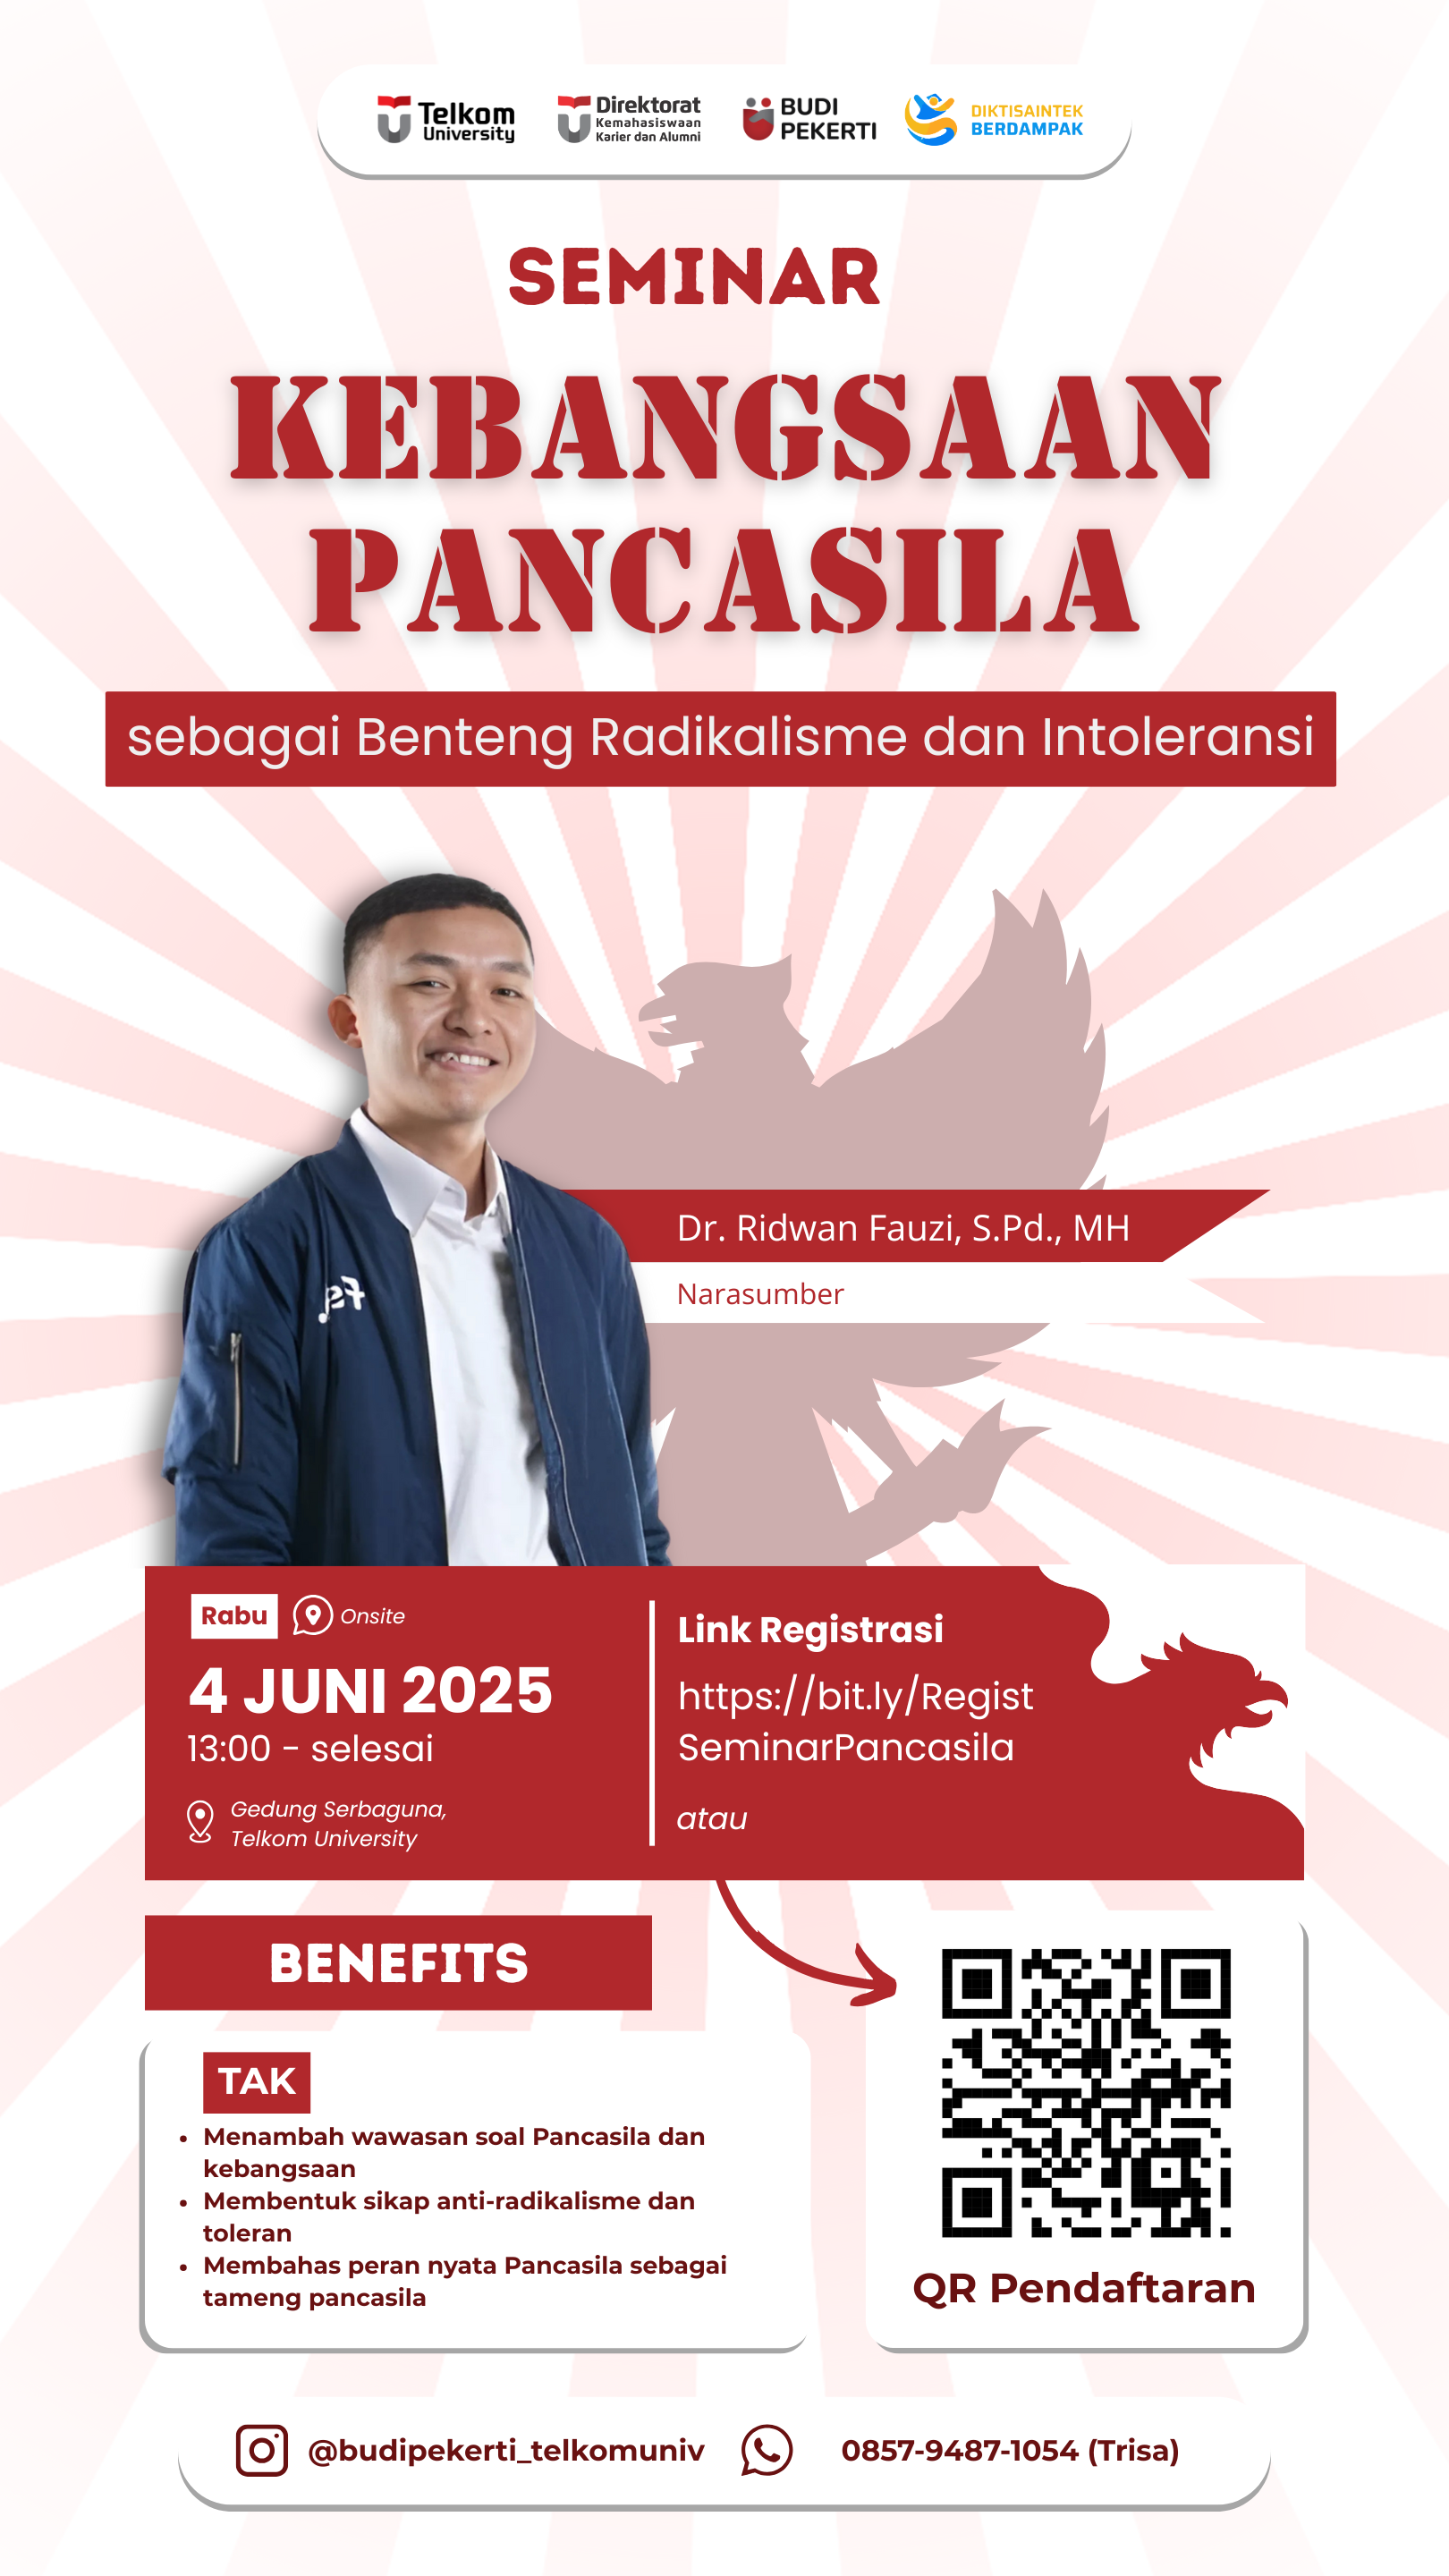 Telkom
University
Direktorat
Kemahasiswaan
Karier dan Alumni
BUDI
PEKERTI
DIKTISAINTEK
BERDAMPAK
SEMINAR
KEBANGSAAN
PANCASILA
sebagai Benteng Radikalisme dan Intoleransi
Dr. Ridwan Fauzi, S.Pd., MH
Narasumber
Rabu
Onsite
4 JUNI 2025
13:00 - selesai
Gedung Serbaguna,
Telkom University
Link Registrasi
https://bit.ly/Regist
SeminarPancasila
atau
BENEFITS
TAK
• Menambah wawasan soal Pancasila dan
kebangsaan
• Membentuk sikap anti-radikalisme dan
toleran
• Membahas peran nyata Pancasila sebagai
tameng pancasila
QR Pendaftaran
@budipekerti_telkomuniv
0857-9487-1054 (Trisa)